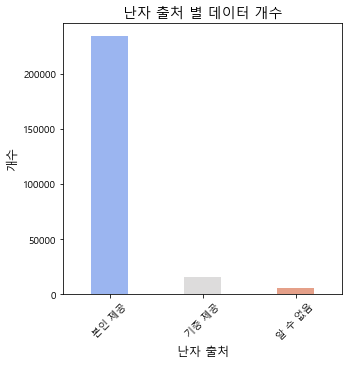 난자 출처 별 데이터 개수
개수
200000
150000
100000
50000
0
본인 제공
기증 제공
알 수 없음
난자 출처